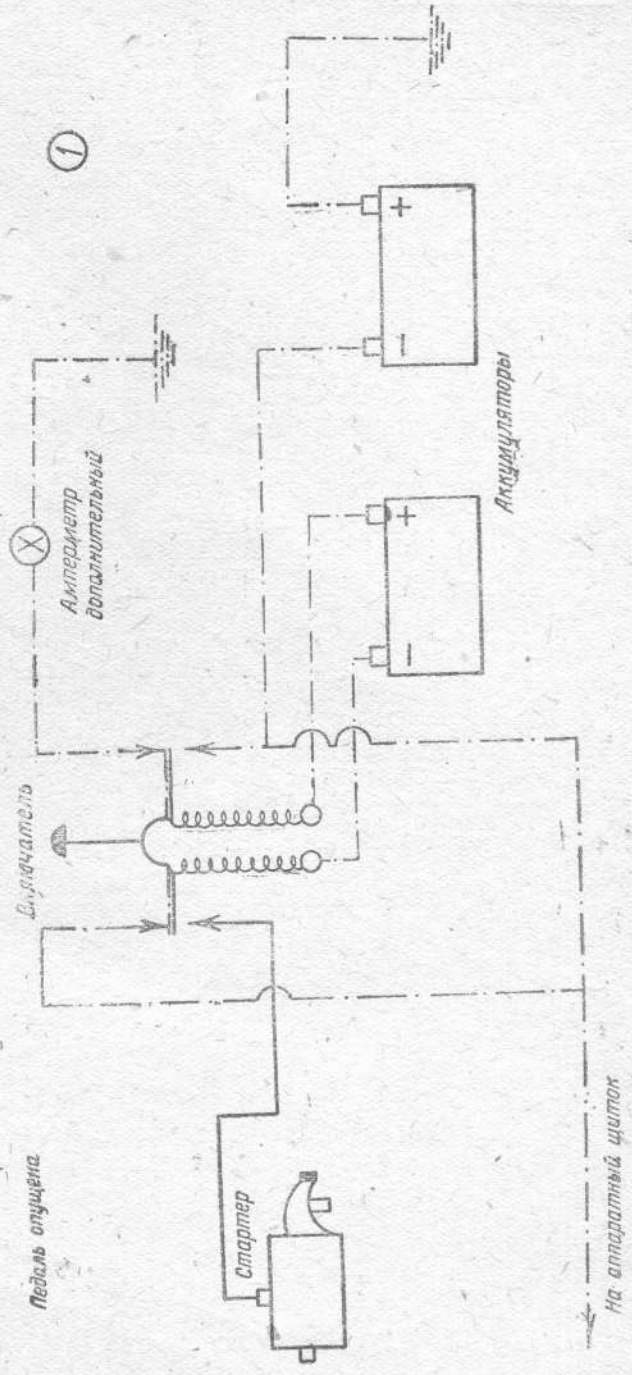 Педаль опущена
Включатель
Амперметр
дополнительный
X
1
Стартер
Аккумуляторы
− +
− +
На аппаратный щиток